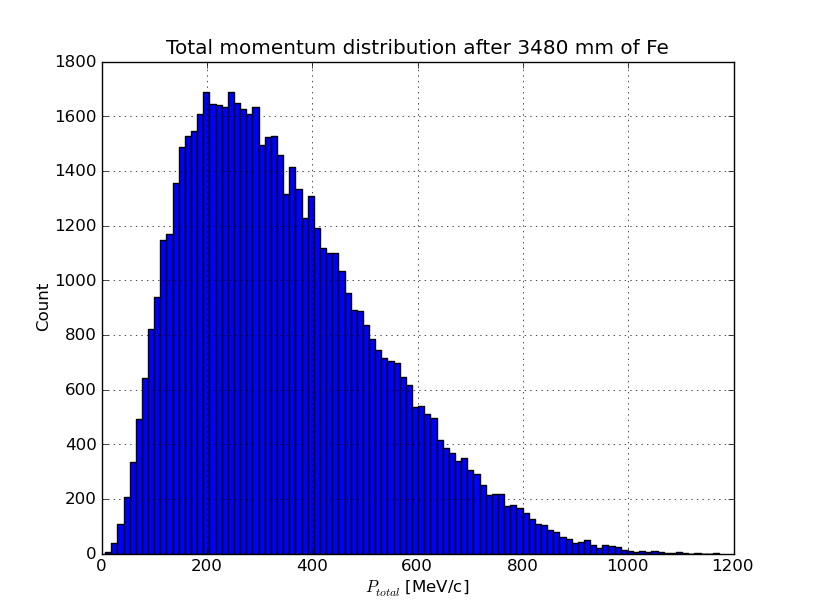 Total momentum distribution after 3480 mm of Fe
1800
1600
1400
1200
1000
800
600
400
200
0
Count
0 200 400 600 800 1000 1200
P_total [MeV/c]